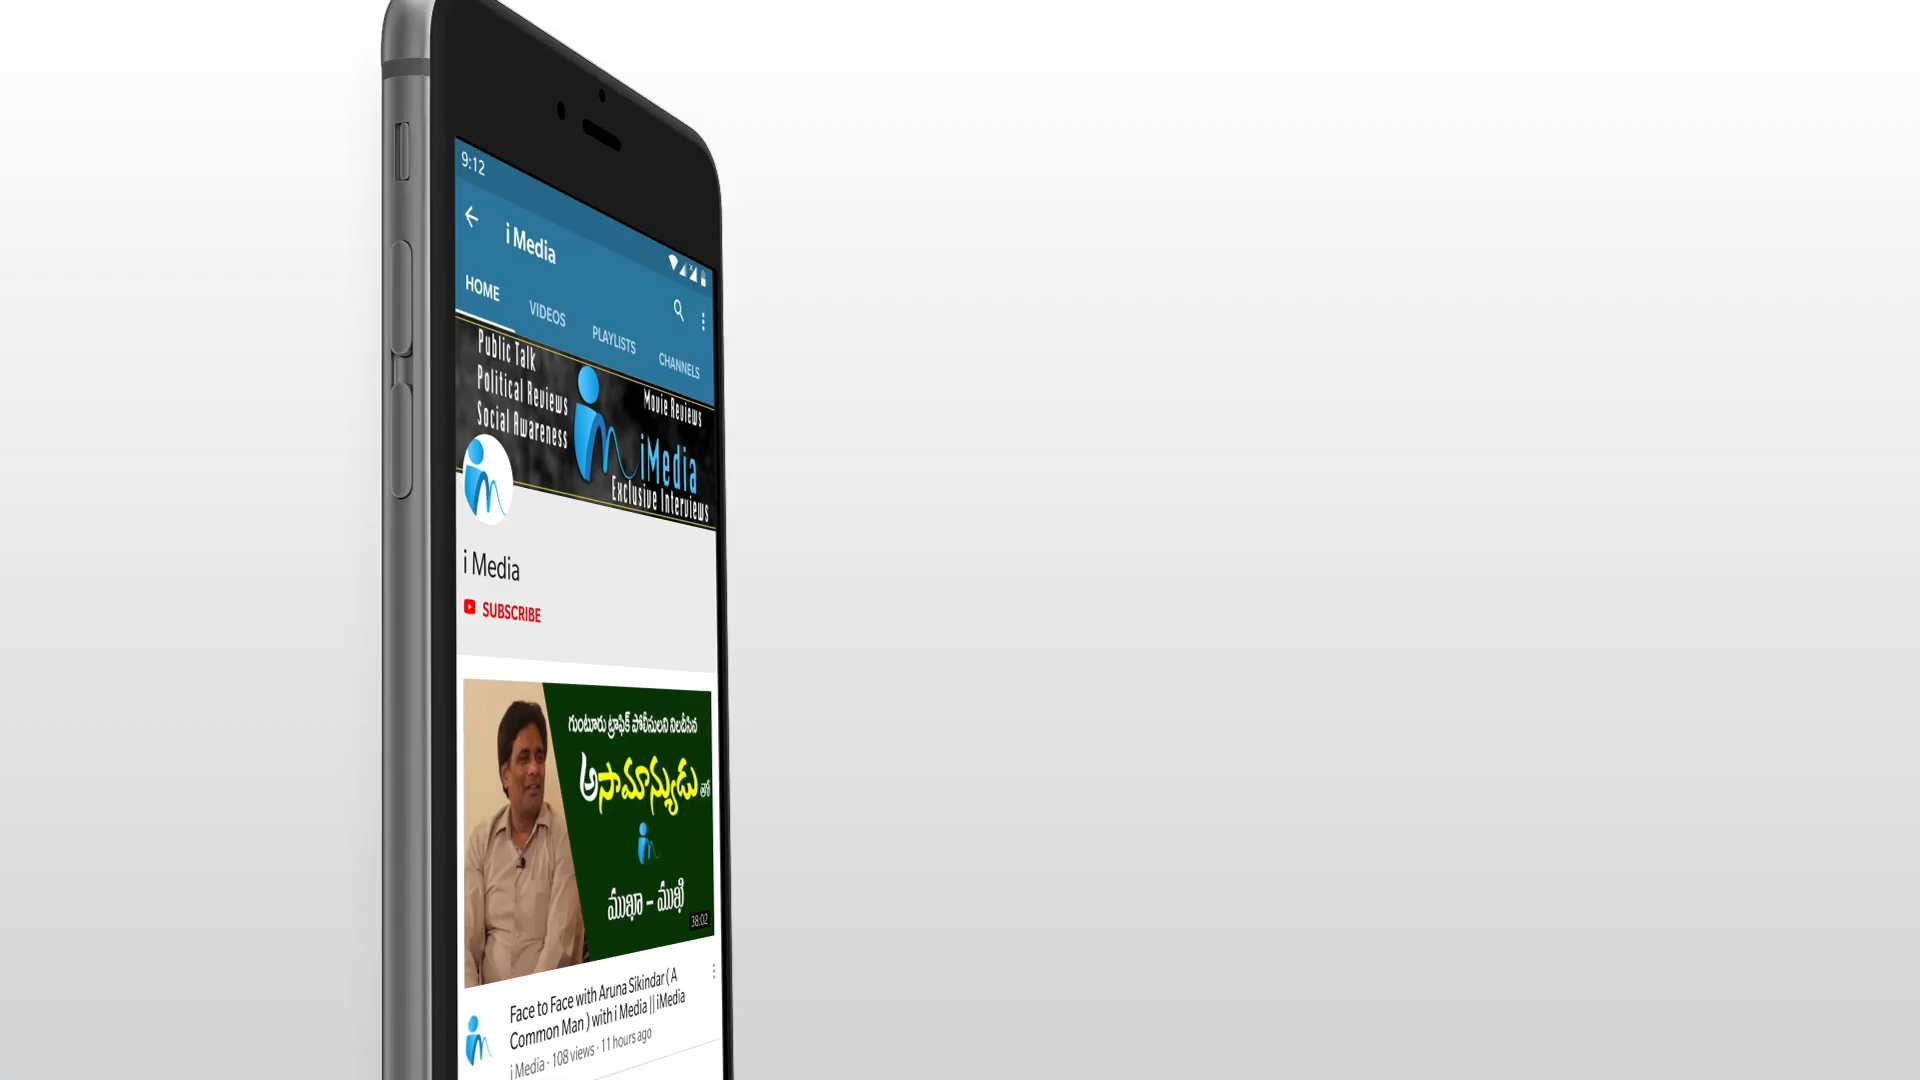 9:12
i Media
HOME
VIDEOS
PLAYLISTS
CHANNELS
Public Talk
Political Reviews
Social Awareness
Movie Reviews
iMedia
Exclusive Interviews
i Media
SUBSCRIBE
గుంటూరు ట్రాఫిక్ పోలీసులని నిలదీసిన
అసామాన్యుడు తో
ముఖా - ముఖి
38:02
Face to Face with Aruna Sikindar ( A
Common Man ) with i Media || iMedia
i Media · 108 views · 11 hours ago